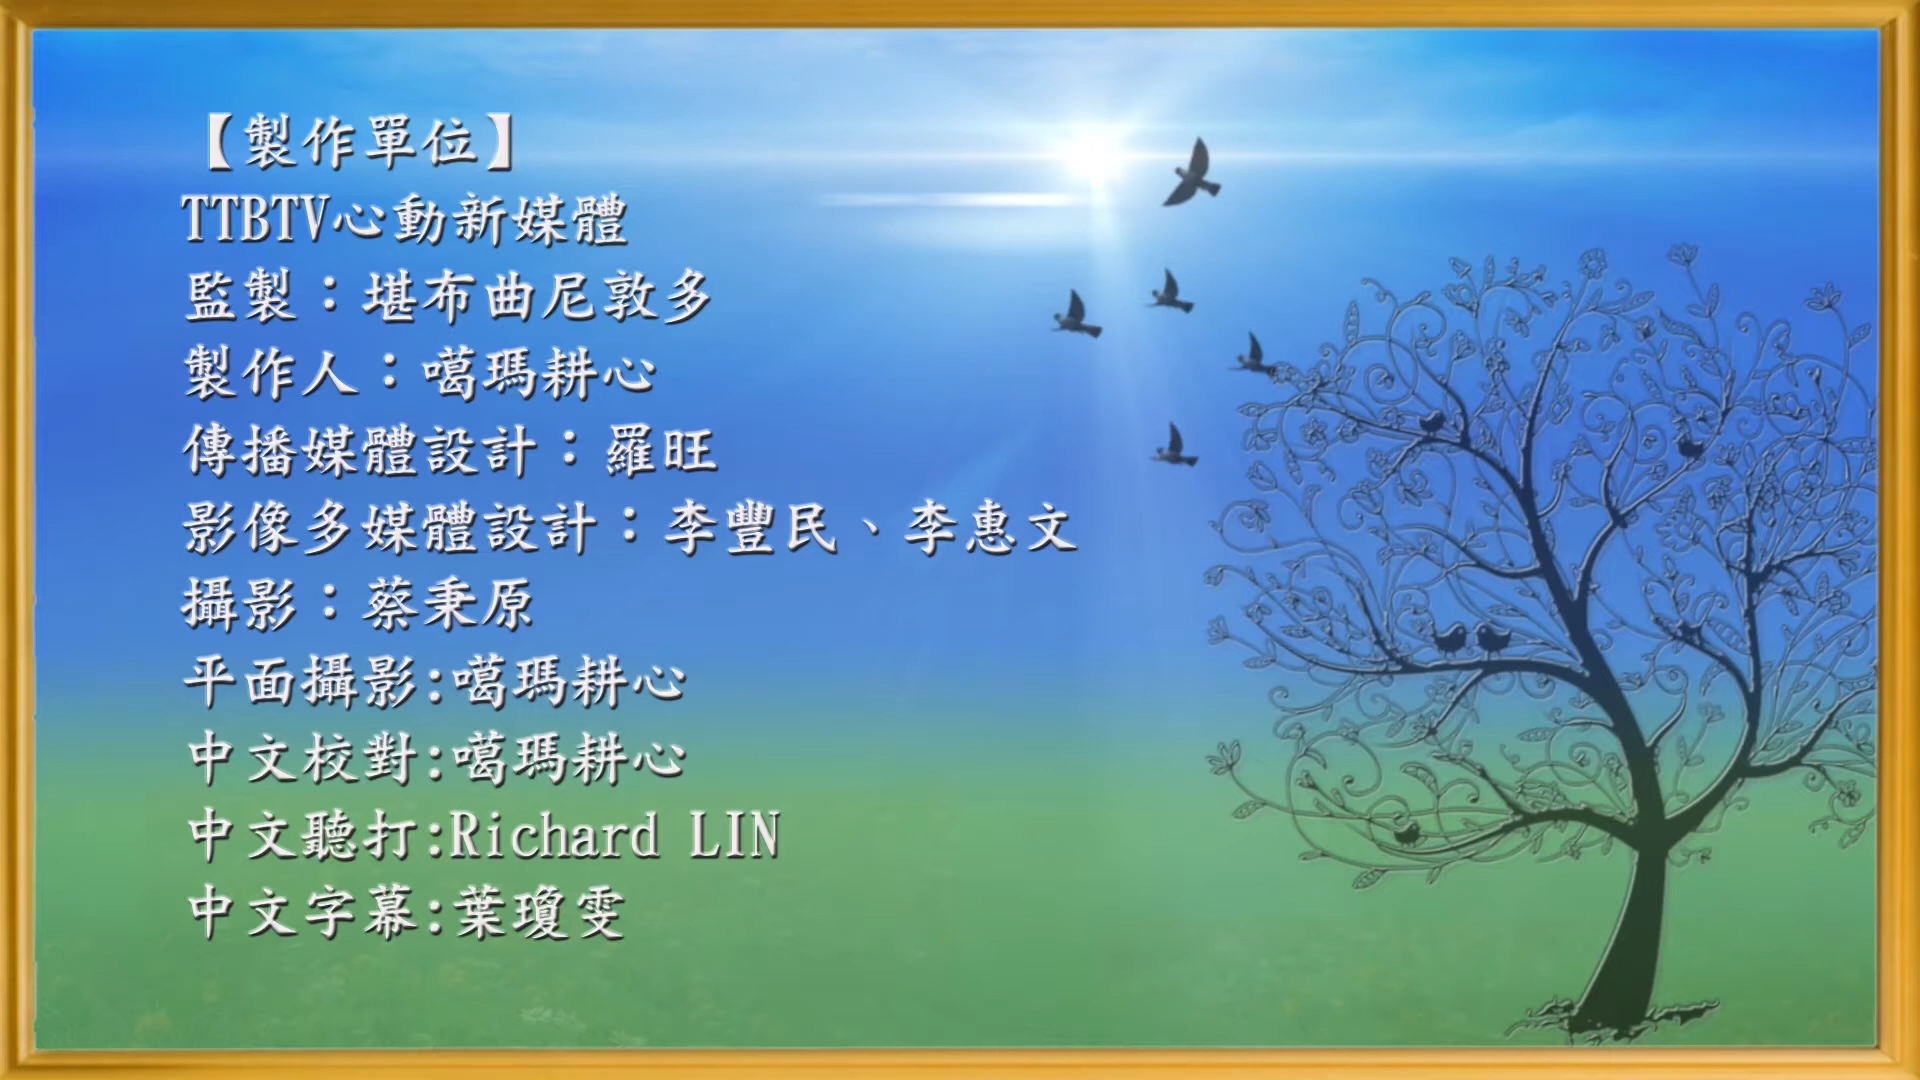 【製作單位】
TTBTV心動新媒體
監製：堪布曲尼敦多
製作人：噶瑪耕心
傳播媒體設計：羅旺
影像多媒體設計：李豐民、李惠文
攝影：蔡秉原
平面攝影:噶瑪耕心
中文校對:噶瑪耕心
中文聽打:Richard LIN
中文字幕:葉瓊雯